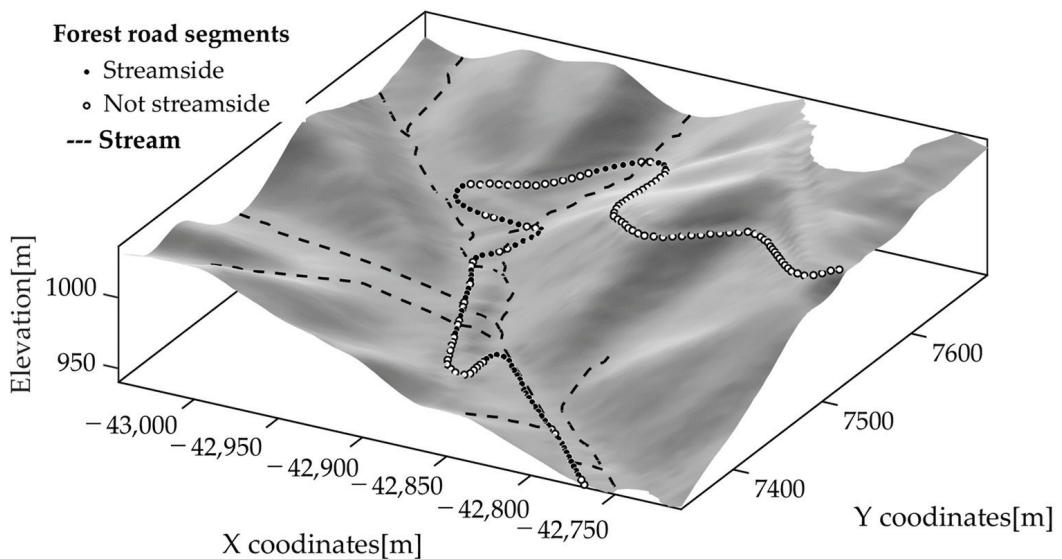 Forest road segments
Streamside
Not streamside
Stream
Elevation[m]
1000
950
−43,000
−42,950
−42,900
−42,850
−42,800
−42,750
X coodinates[m]
7400
7500
7600
Y coodinates[m]